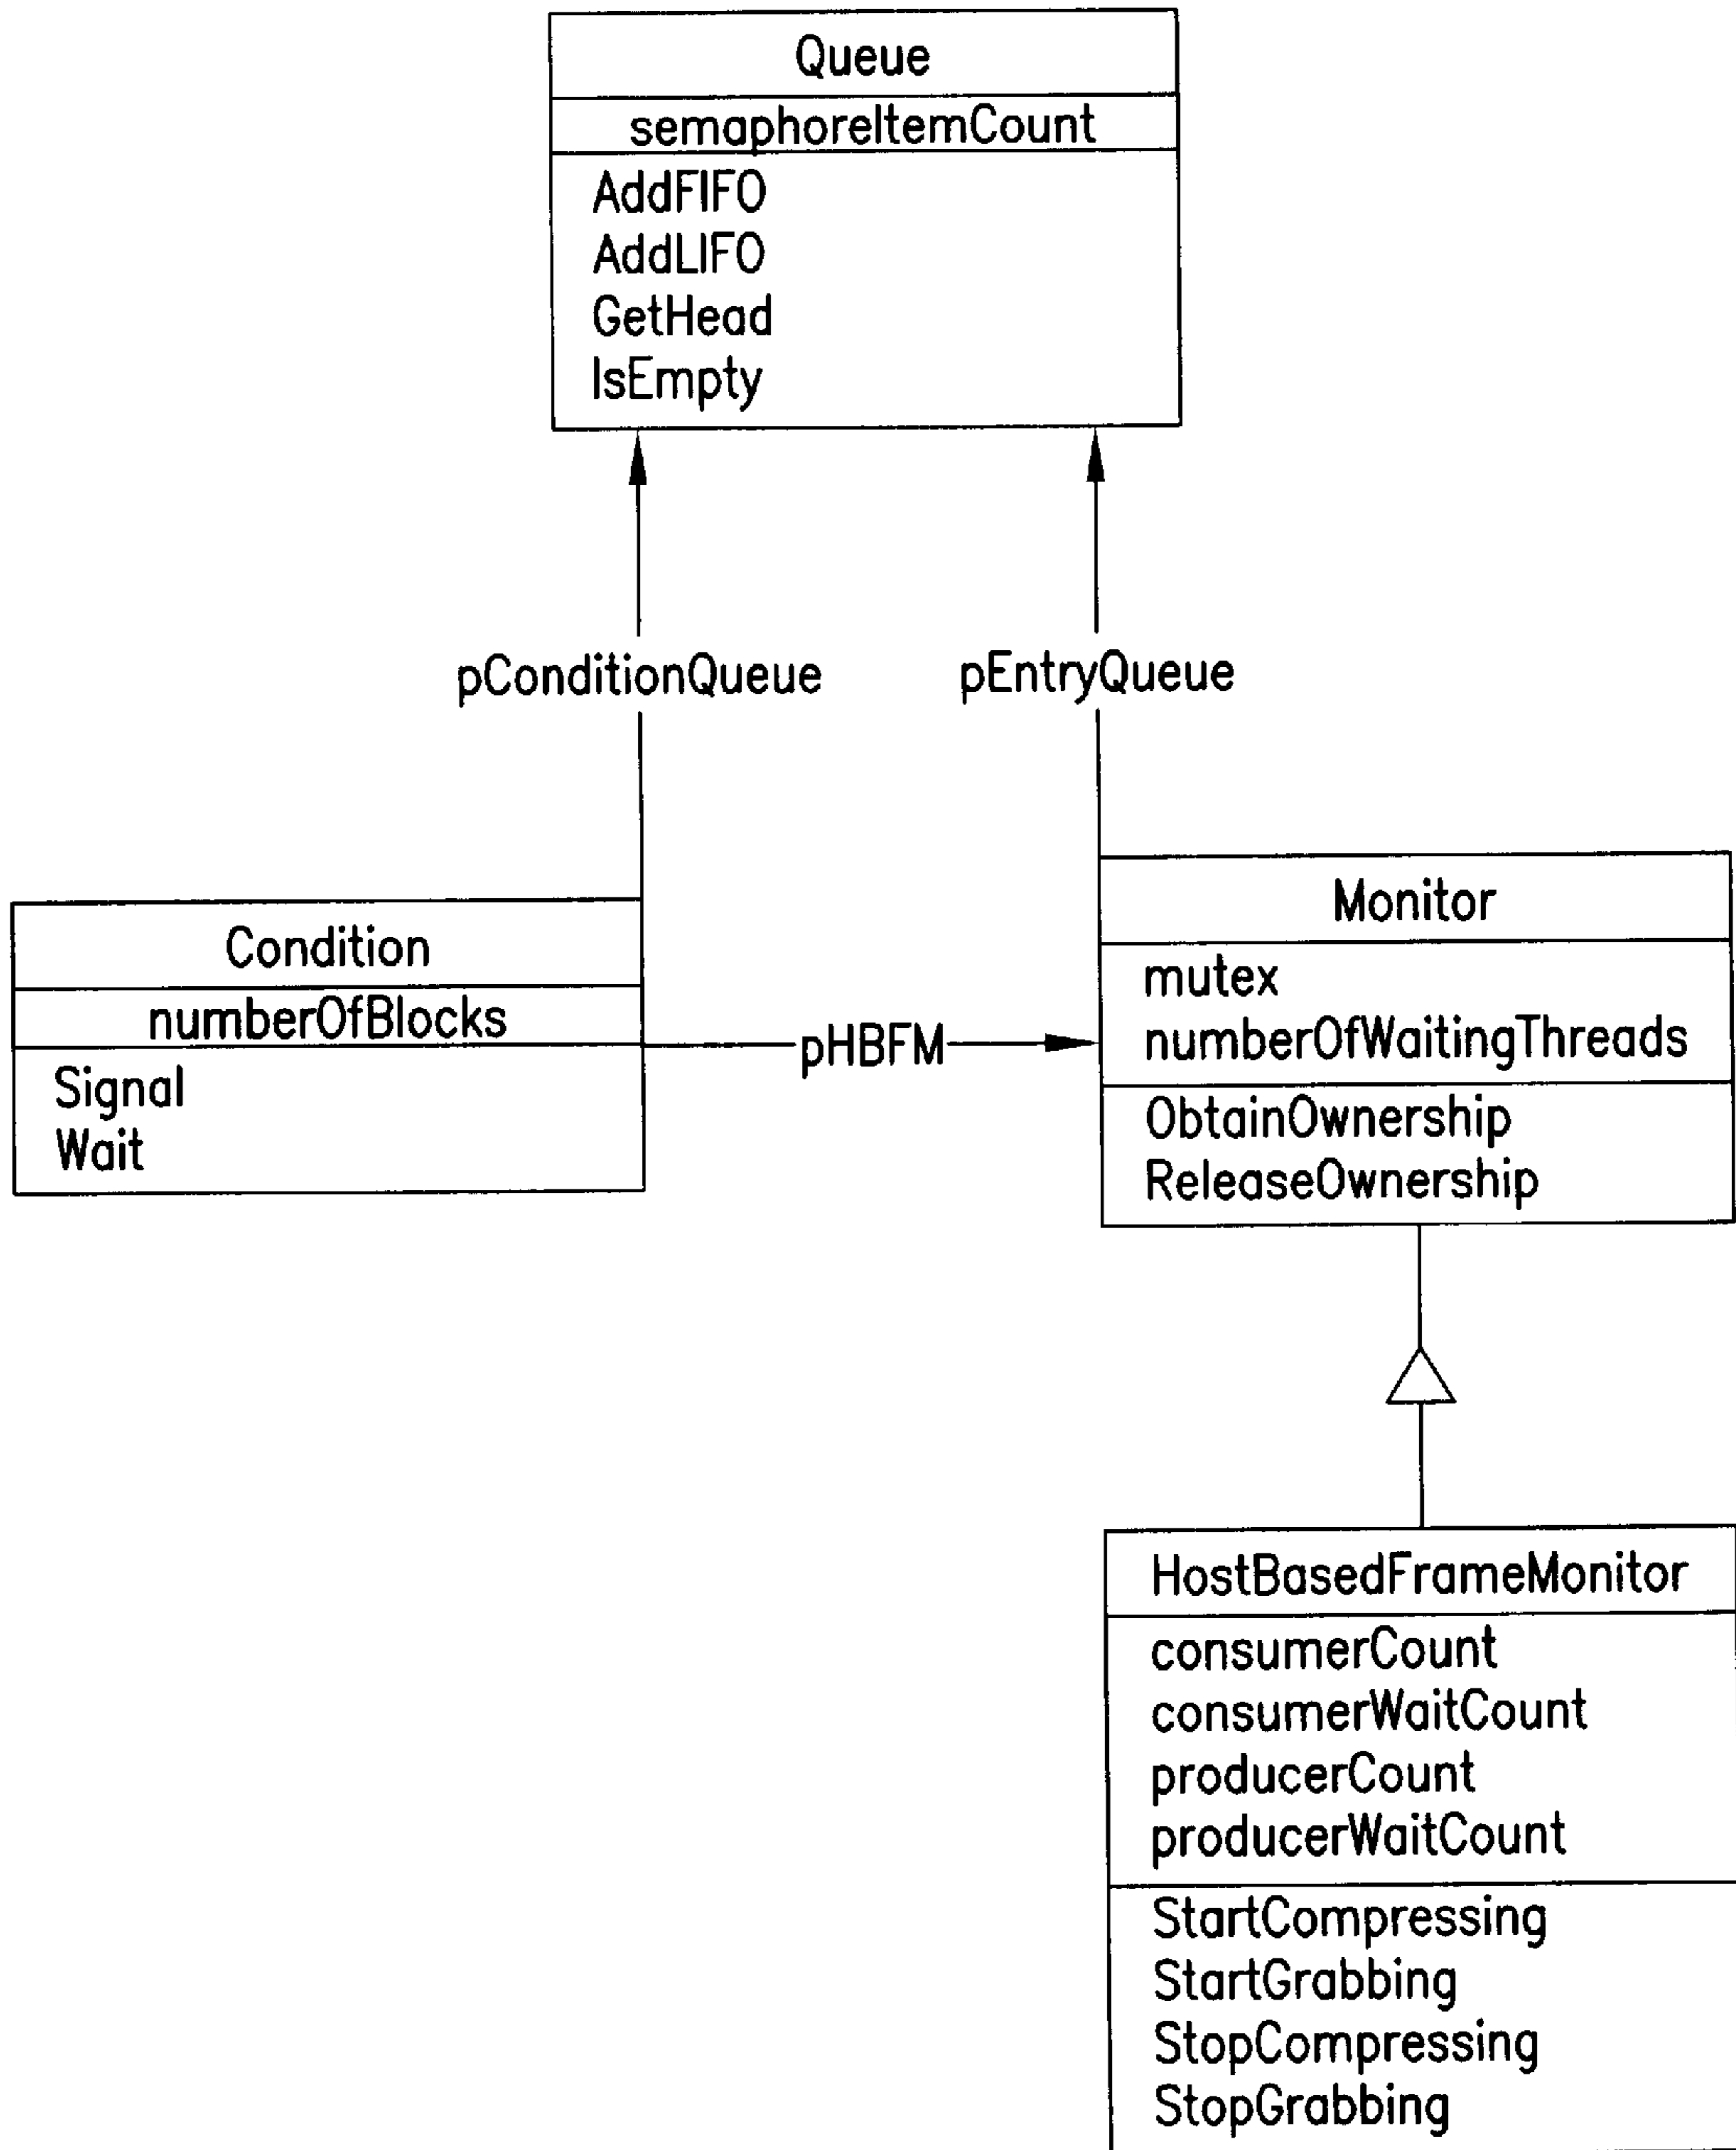 Queue
semaphoreItemCount
AddFIFO
AddLIFO
GetHead
IsEmpty
pConditionQueue
pEntryQueue
Condition
numberOfBlocks
Signal
Wait
pHBFM
Monitor
mutex
numberOfWaitingThreads
ObtainOwnership
ReleaseOwnership
HostBasedFrameMonitor
consumerCount
consumerWaitCount
producerCount
producerWaitCount
StartCompressing
StartGrabbing
StopCompressing
StopGrabbing